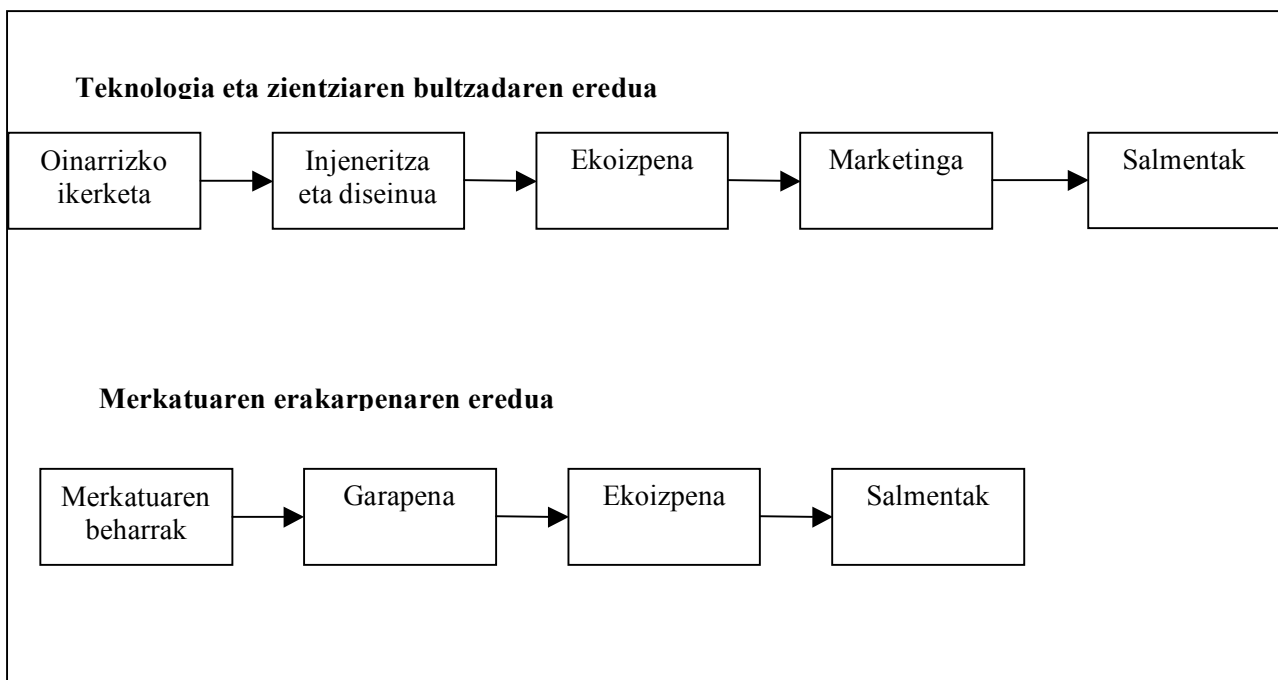 Teknologia eta zientziaren bultzadaren eredua
Oinarrizko
ikerketa
Injeneritza
eta diseinua
Ekoizpena
Marketinga
Salmentak
Merkatuaren erakarpenaren eredua
Merkatuaren
beharrak
Garapena
Ekoizpena
Salmentak